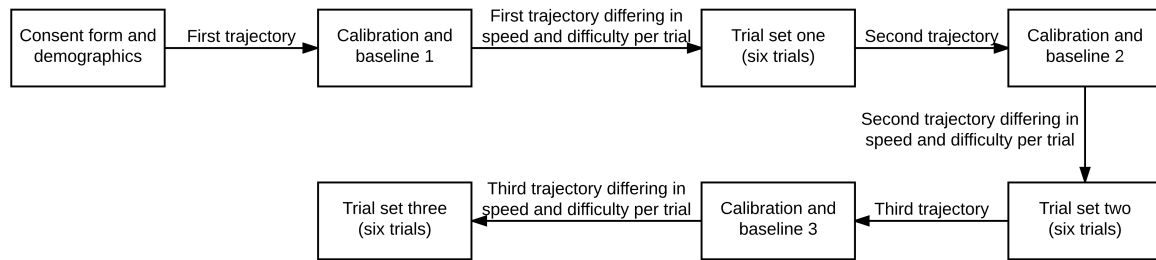 Consent form and
demographics
First trajectory
Calibration and
baseline 1
First trajectory differing in
speed and difficulty per trial
Trial set one
(six trials)
Second trajectory
Calibration and
baseline 2
Second trajectory differing in
speed and difficulty per trial
Trial set two
(six trials)
Third trajectory
Calibration and
baseline 3
Third trajectory differing in
speed and difficulty per trial
Trial set three
(six trials)